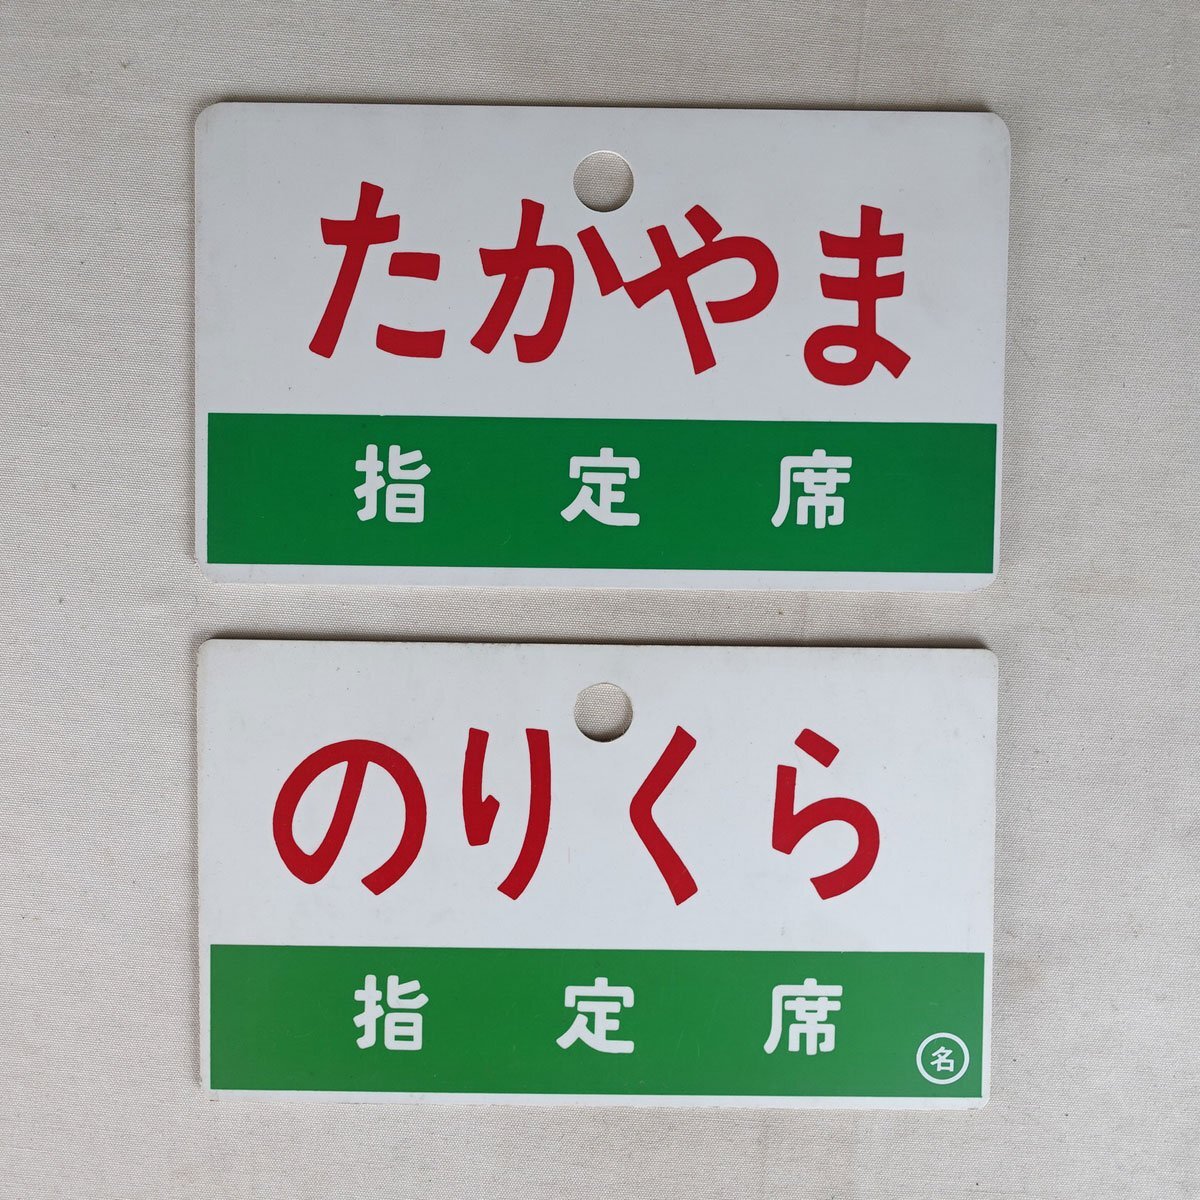 たかやま
指定席
のりくら
指定席
名